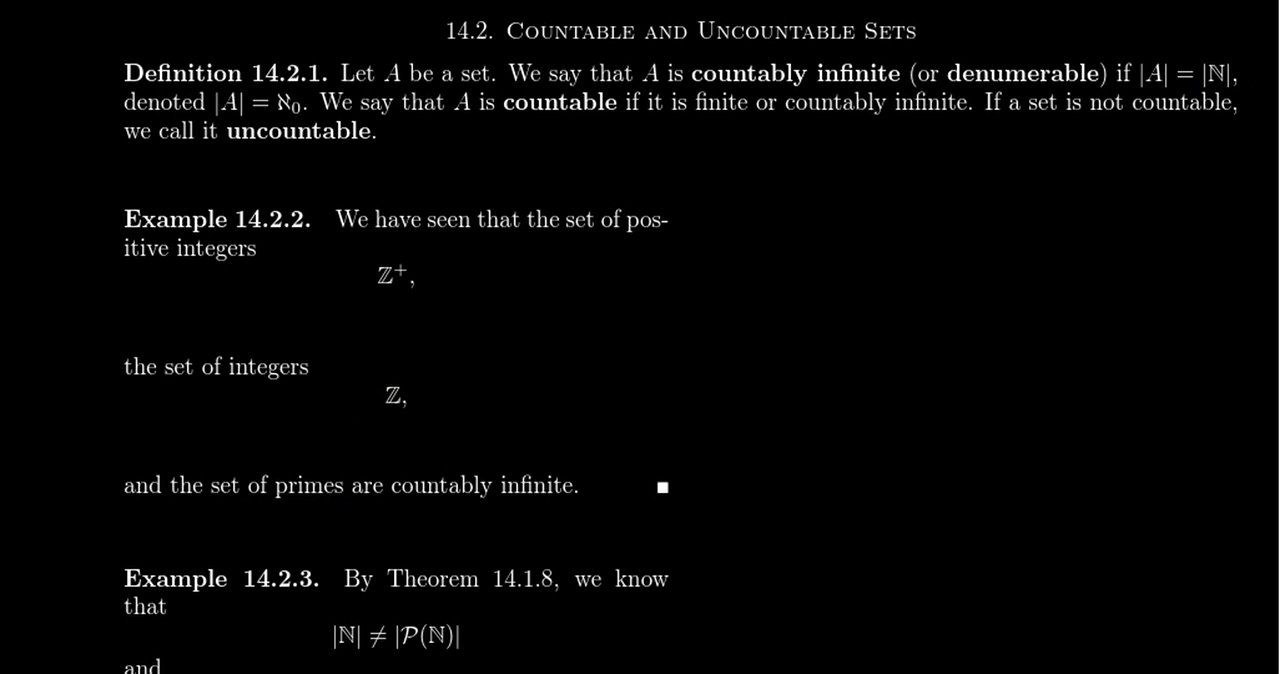 14.2. Countable and Uncountable Sets
Definition 14.2.1. Let A be a set. We say that A is countably infinite (or denumerable) if |A| = |ℕ|,
denoted |A| = ℵ₀. We say that A is countable if it is finite or countably infinite. If a set is not countable,
we call it uncountable.
Example 14.2.2. We have seen that the set of pos-
itive integers
ℤ⁺,
the set of integers
ℤ,
and the set of primes are countably infinite. ■
Example 14.2.3. By Theorem 14.1.8, we know
that
|ℕ| ≠ |𝒫(ℕ)|
and